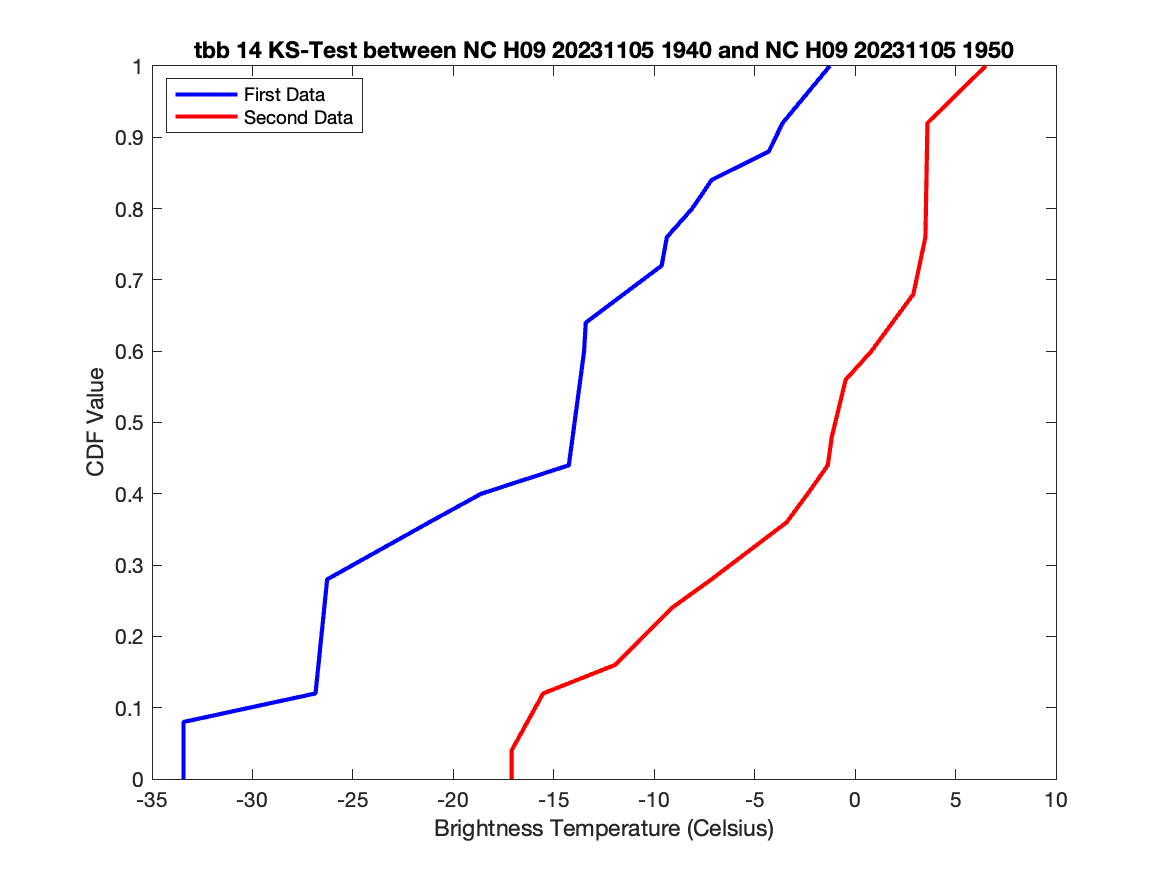 tbb 14 KS-Test between NC H09 20231105 1940 and NC H09 20231105 1950
First Data
Second Data
1
0.9
0.8
0.7
0.6
0.5
0.4
0.3
0.2
0.1
0
CDF Value
-35 -30 -25 -20 -15 -10 -5 0 5 10
Brightness Temperature (Celsius)